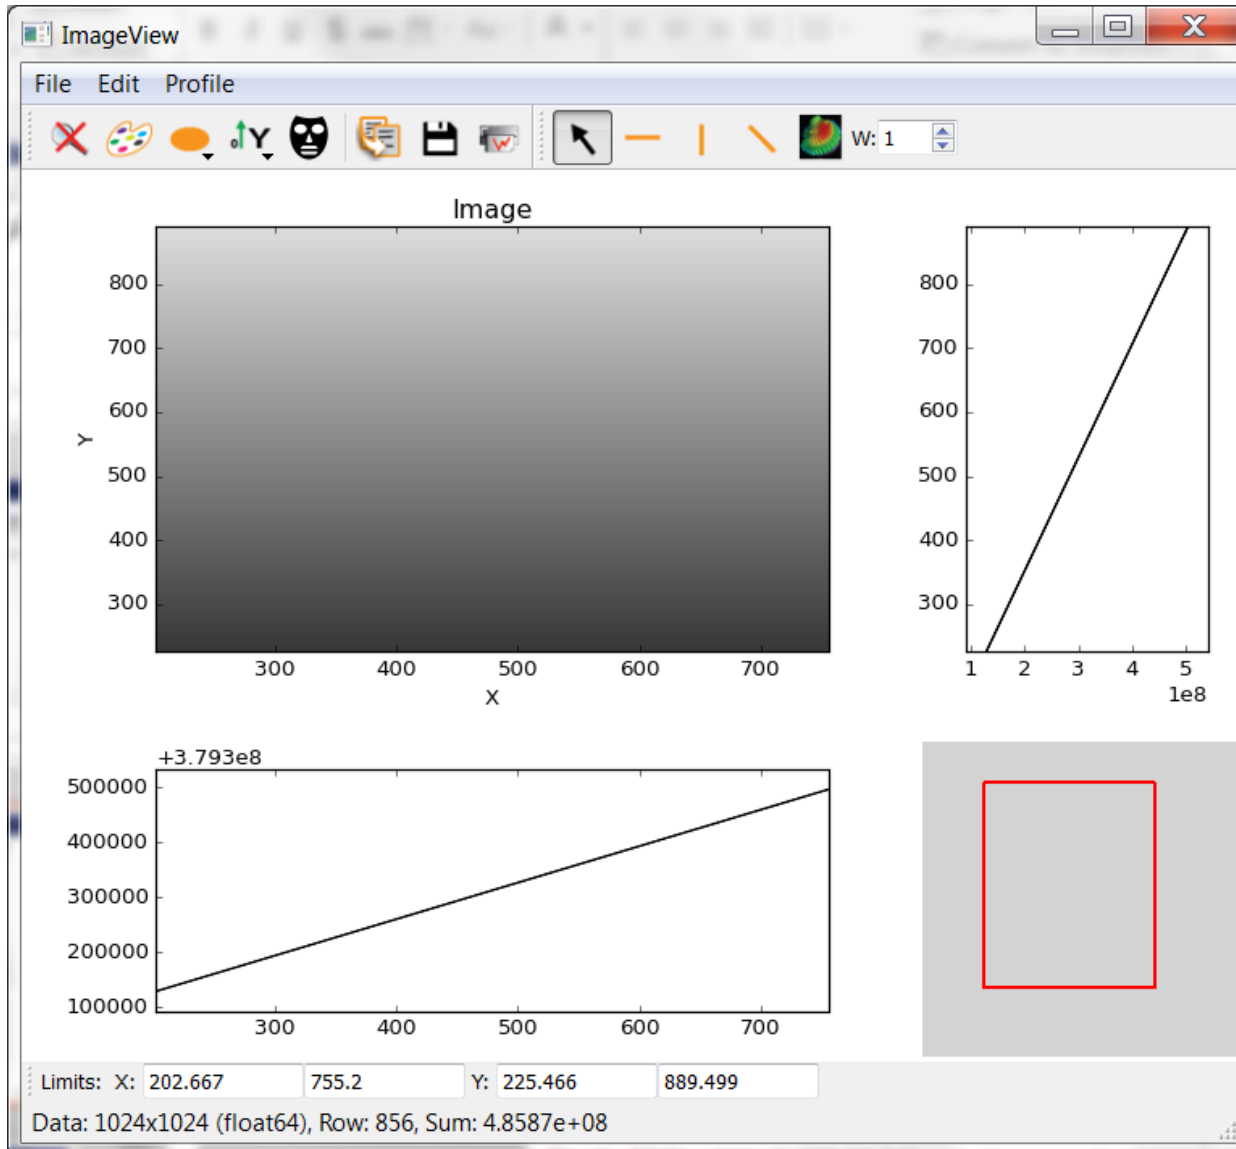 ImageView
File Edit Profile
0 Y W: 1
Image
800
700
600
500
400
300
Y
300 400 500 600 700
X
800
700
600
500
400
300
1 2 3 4 5
1e8
+3.793e8
500000
400000
300000
200000
100000
300 400 500 600 700
Limits: X: 202.667 755.2 Y: 225.466 889.499
Data: 1024x1024 (float64), Row: 856, Sum: 4.8587e+08